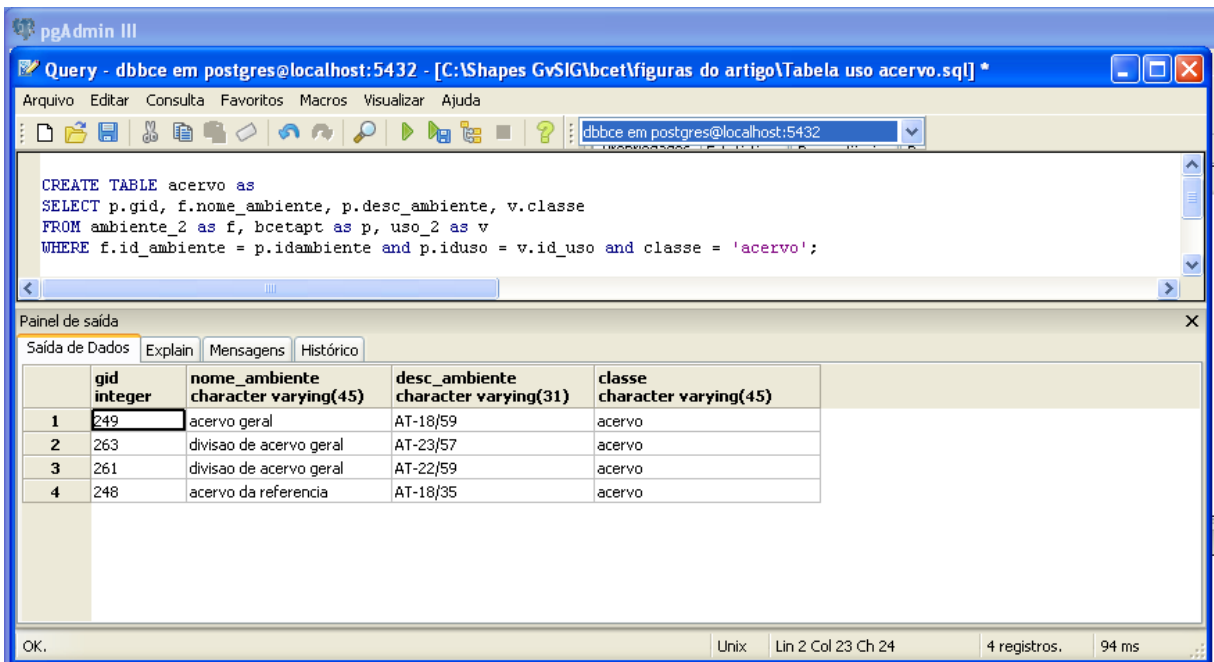 pgAdmin III
Query - dbbce em postgres@localhost:5432 - [C:\Shapes GvSIG\bcet\figuras do artigo\Tabela uso acervo.sql] *
Arquivo Editar Consulta Favoritos Macros Visualizar Ajuda
dbbce em postgres@localhost:5432
CREATE TABLE acervo as
SELECT p.gid, f.nome_ambiente, p.desc_ambiente, v.classe
FROM ambiente_2 as f, bcetapt as p, uso_2 as v
WHERE f.id_ambiente = p.idambiente and p.iduso = v.id_uso and classe = 'acervo';
Painel de saída X
Saída de Dados Explain Mensagens Histórico
gid nome_ambiente desc_ambiente classe
integer character varying(45) character varying(31) character varying(45)
1 249 acervo geral AT-18/59 acervo
2 263 divisao de acervo geral AT-23/57 acervo
3 261 divisao de acervo geral AT-22/59 acervo
4 248 acervo da referencia AT-18/35 acervo
OK. Unix Lin 2 Col 23 Ch 24 4 registros. 94 ms